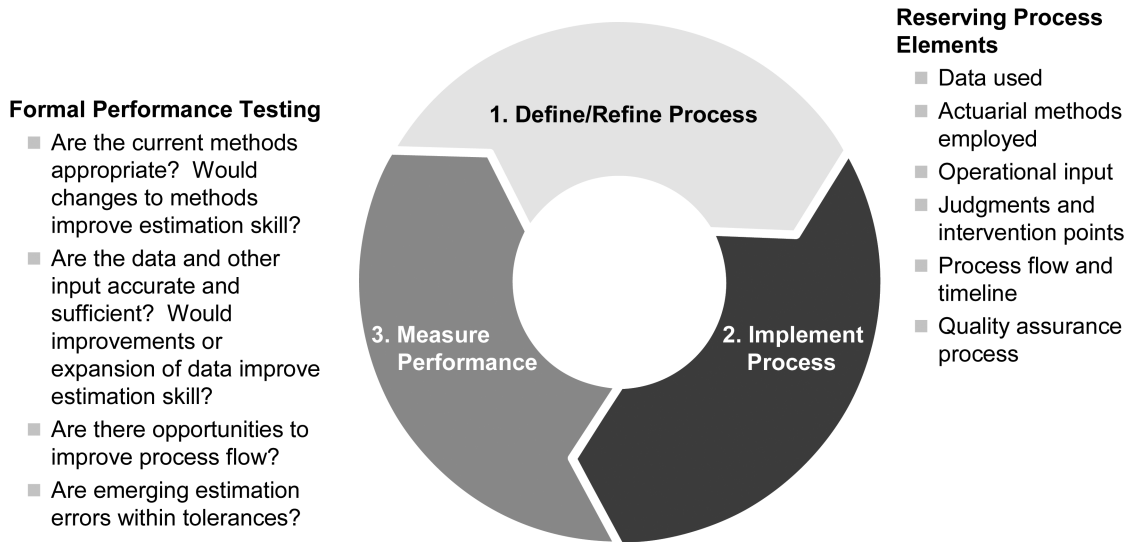 Formal Performance Testing
Are the current methods
appropriate?  Would
changes to methods
improve estimation skill?
Are the data and other
input accurate and
sufficient?  Would
improvements or
expansion of data improve
estimation skill?
Are there opportunities to
improve process flow?
Are emerging estimation
errors within tolerances?
1. Define/Refine Process
2. Implement
Process
3. Measure
Performance
Reserving Process
Elements
Data used
Actuarial methods
employed
Operational input
Judgments and
intervention points
Process flow and
timeline
Quality assurance
process